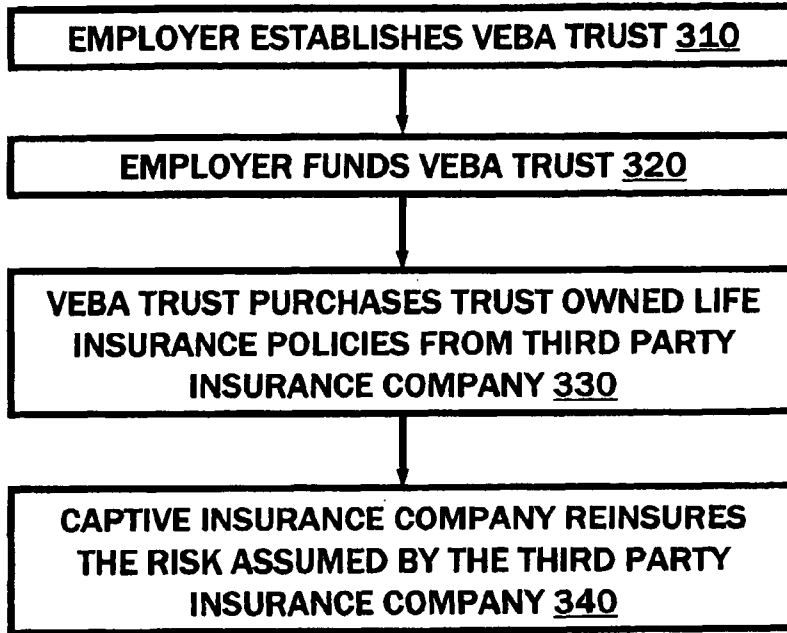 EMPLOYER ESTABLISHES VEBA TRUST 310
EMPLOYER FUNDS VEBA TRUST 320
VEBA TRUST PURCHASES TRUST OWNED LIFE
INSURANCE POLICIES FROM THIRD PARTY
INSURANCE COMPANY 330
CAPTIVE INSURANCE COMPANY REINSURES
THE RISK ASSUMED BY THE THIRD PARTY
INSURANCE COMPANY 340